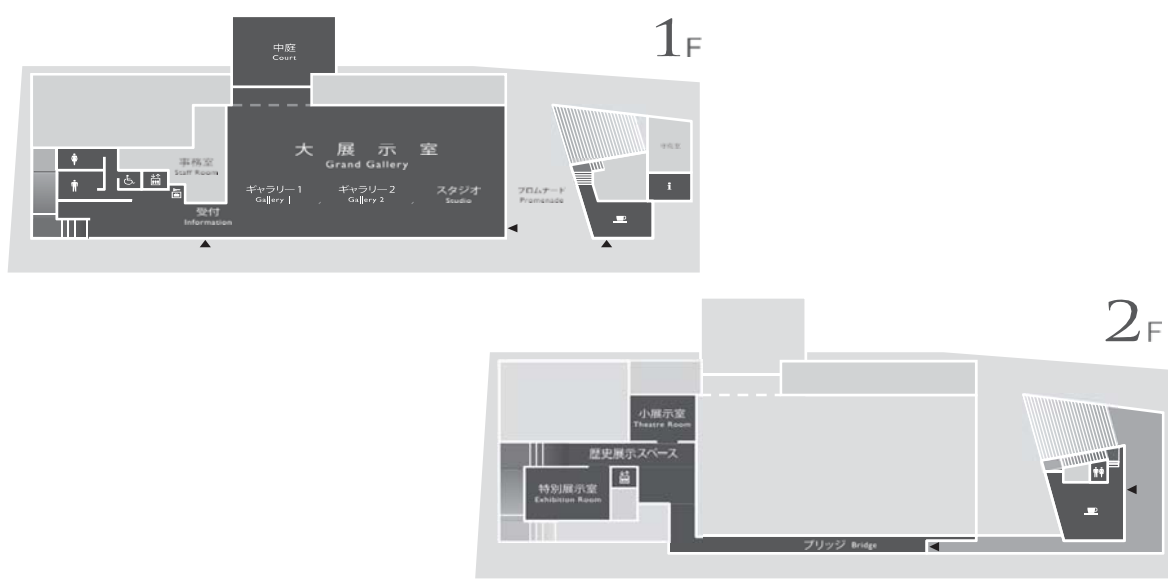 1F
中庭
Court
大展示室
Grand Gallery
事務室
Staff Room
ギャラリー1
Gallery 1
ギャラリー2
Gallery 2
スタジオ
Studio
プロムナード
Promenade
受付
Information
i
2F
小展示室
Theatre Room
歴史展示スペース
特別展示室
Exhibition Room
ブリッジ Bridge